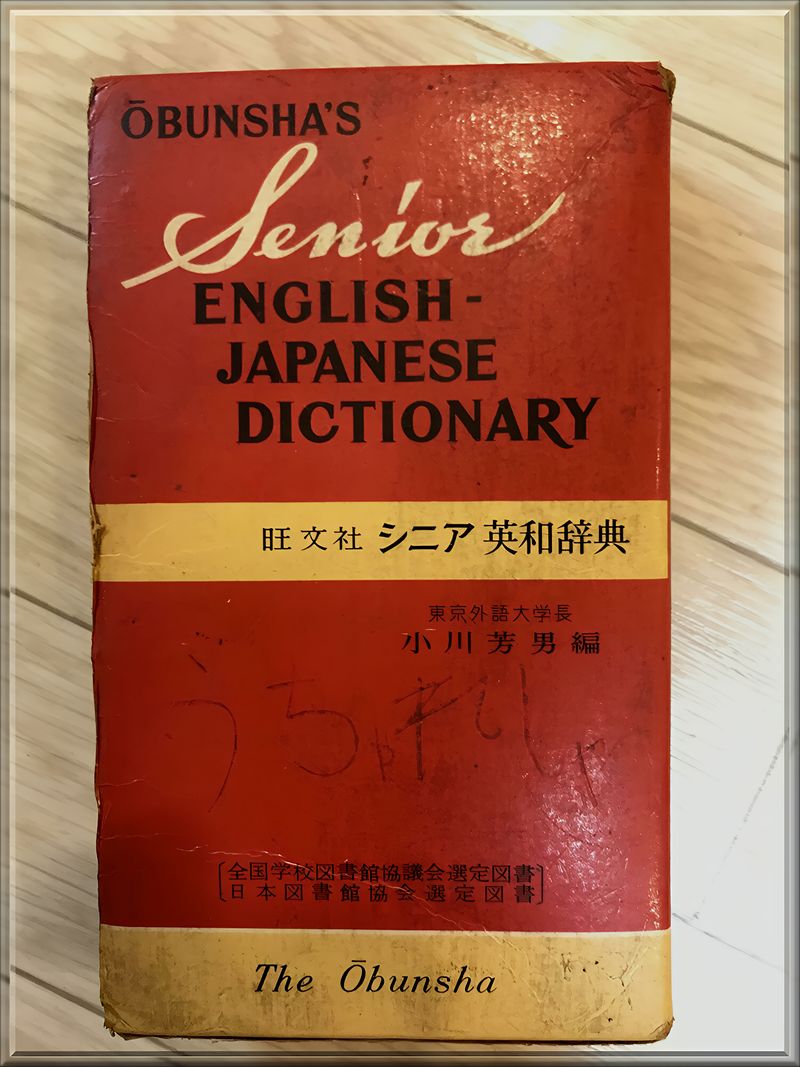 ŌBUNSHA'S
Senior
ENGLISH-
JAPANESE
DICTIONARY
旺文社 シニア 英和辞典
東京外語大学長
小川芳男編
全国学校図書館協議会選定図書
日本図書館協会選定図書
The Ōbunsha